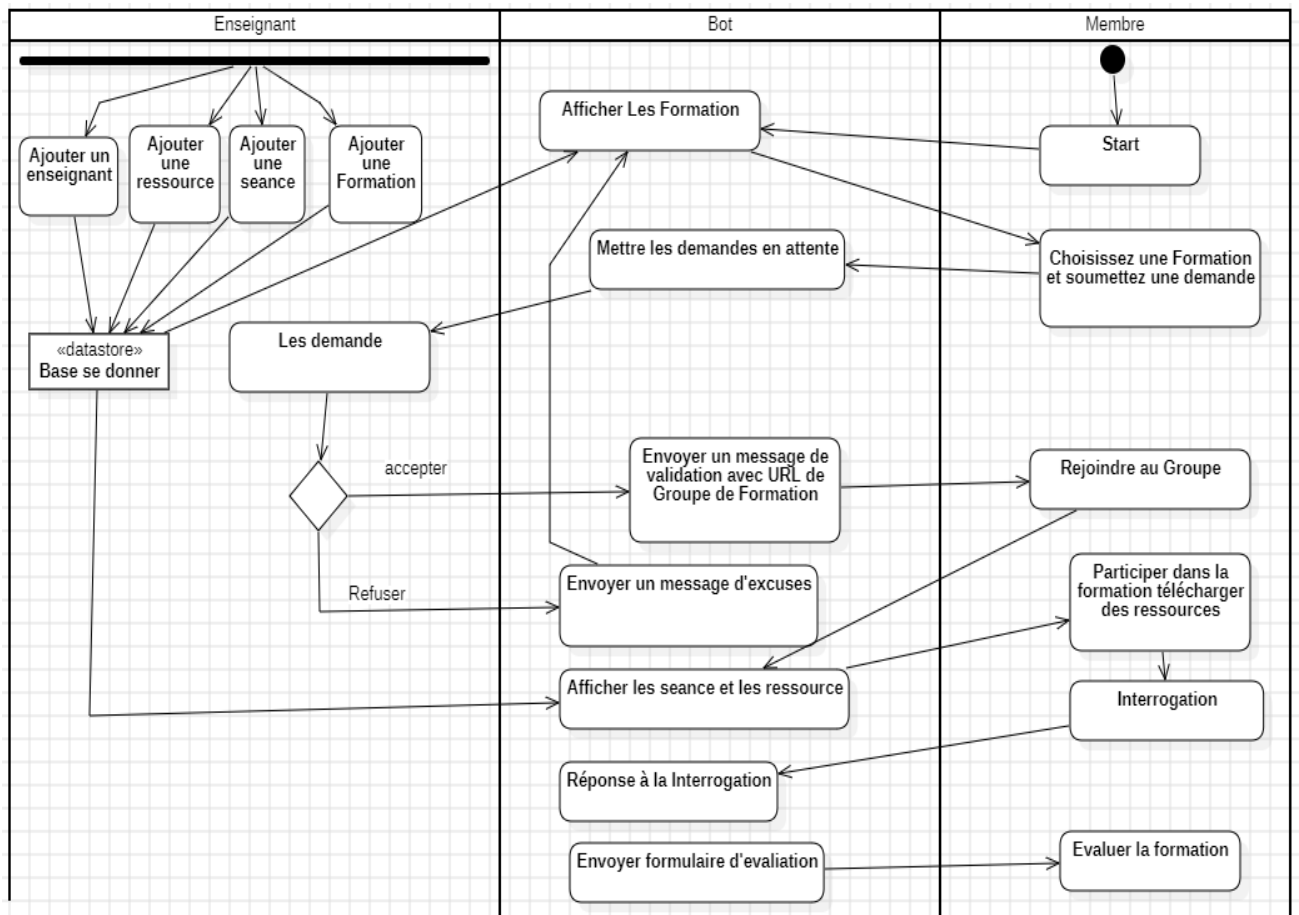 Enseignant
Bot
Membre
Afficher Les Formation
Start
Ajouter un
enseignant
Ajouter
une
ressource
Ajouter
une
seance
Ajouter
une
Formation
Mettre les demandes en attente
Choisissez une Formation
et soumettez une demande
«datastore»
Base se donner
Les demande
accepter
Envoyer un message de
validation avec URL de
Groupe de Formation
Rejoindre au Groupe
Refuser
Envoyer un message d'excuses
Participer dans la
formation télécharger
des ressources
Afficher les seance et les ressource
Interrogation
Réponse à la Interrogation
Envoyer formulaire d'evaliation
Evaluer la formation